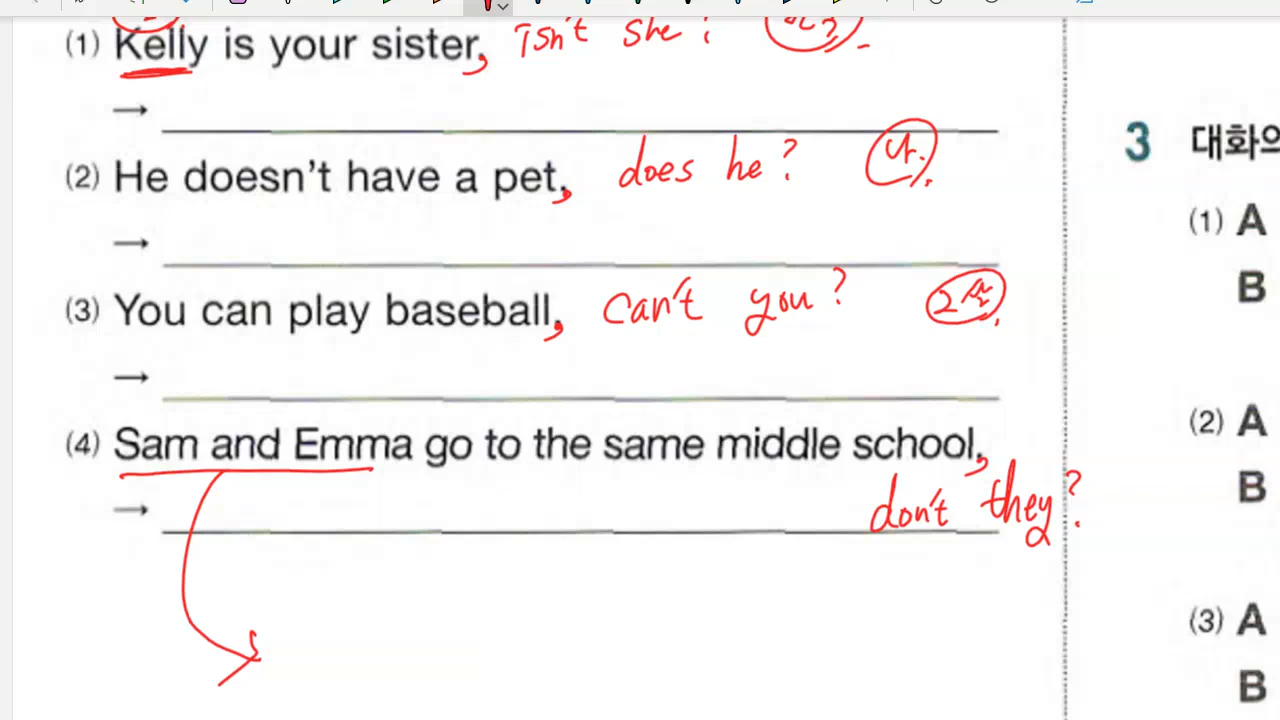 (1) Kelly is your sister, isn't she?
→
(2) He doesn't have a pet, does he?
→
(3) You can play baseball, can't you?
→
(4) Sam and Emma go to the same middle school,
→ don't they?
3 대화의
(1) A
B
(2) A
B
(3) A
B